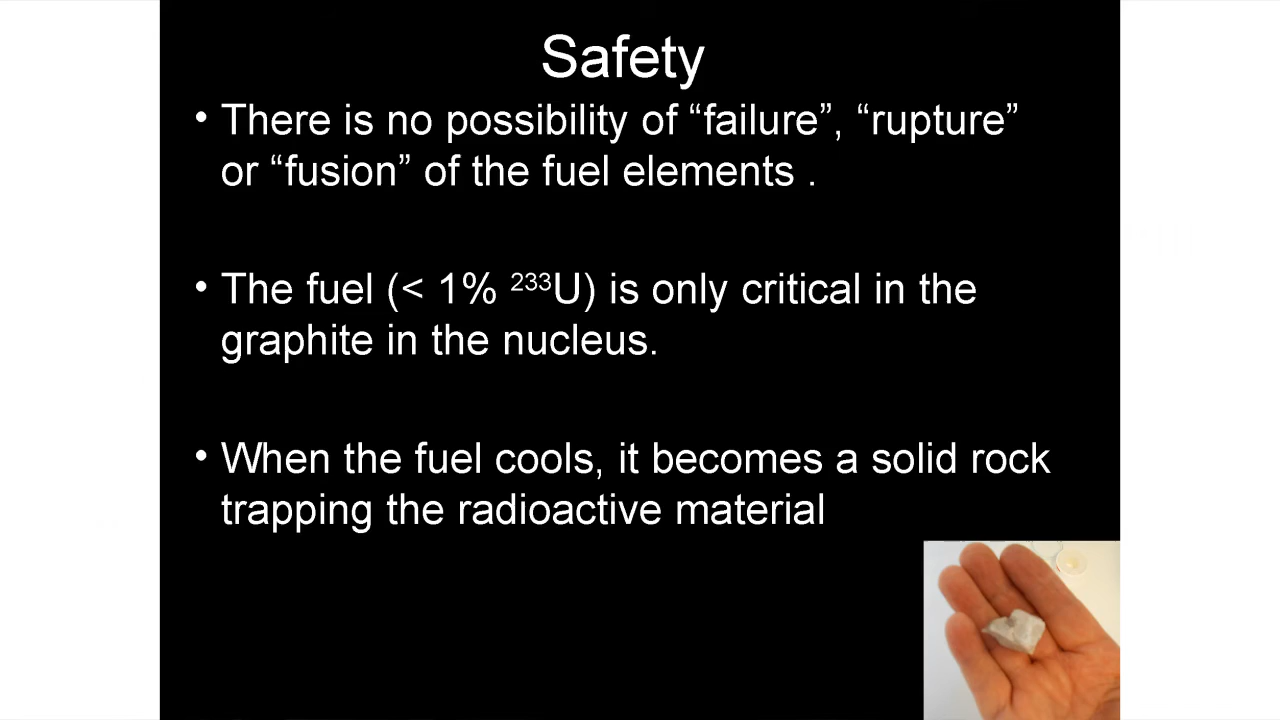 Safety
• There is no possibility of “failure”, “rupture”
or “fusion” of the fuel elements .
• The fuel (< 1% ²³³U) is only critical in the
graphite in the nucleus.
• When the fuel cools, it becomes a solid rock
trapping the radioactive material